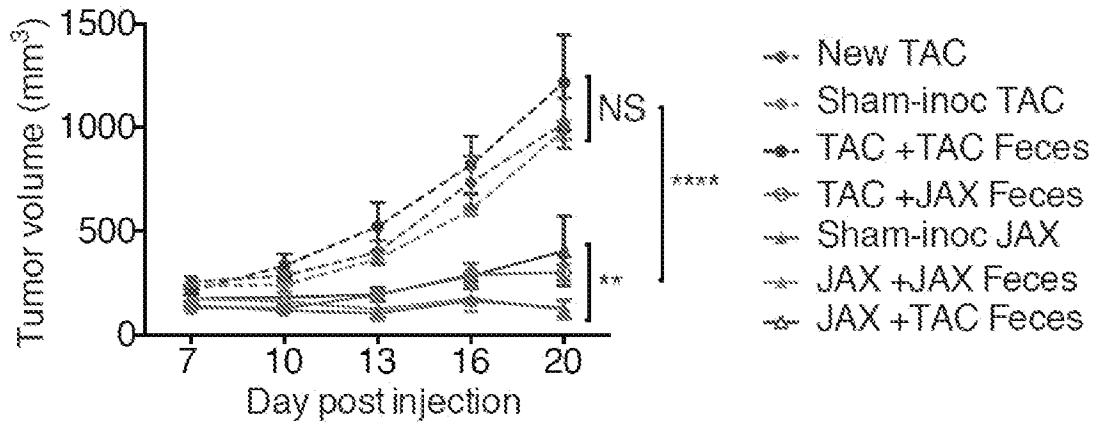 Tumor volume (mm³)
1500
1000
500
0
7 10 13 16 20
Day post injection
NS
****
**
New TAC
Sham-inoc TAC
TAC +TAC Feces
TAC +JAX Feces
Sham-inoc JAX
JAX +JAX Feces
JAX +TAC Feces